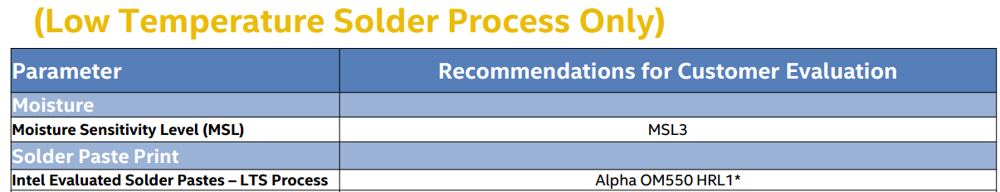 (Low Temperature Solder Process Only)
Parameter Recommendations for Customer Evaluation
Moisture
Moisture Sensitivity Level (MSL) MSL3
Solder Paste Print
Intel Evaluated Solder Pastes – LTS Process Alpha OM550 HRL1*